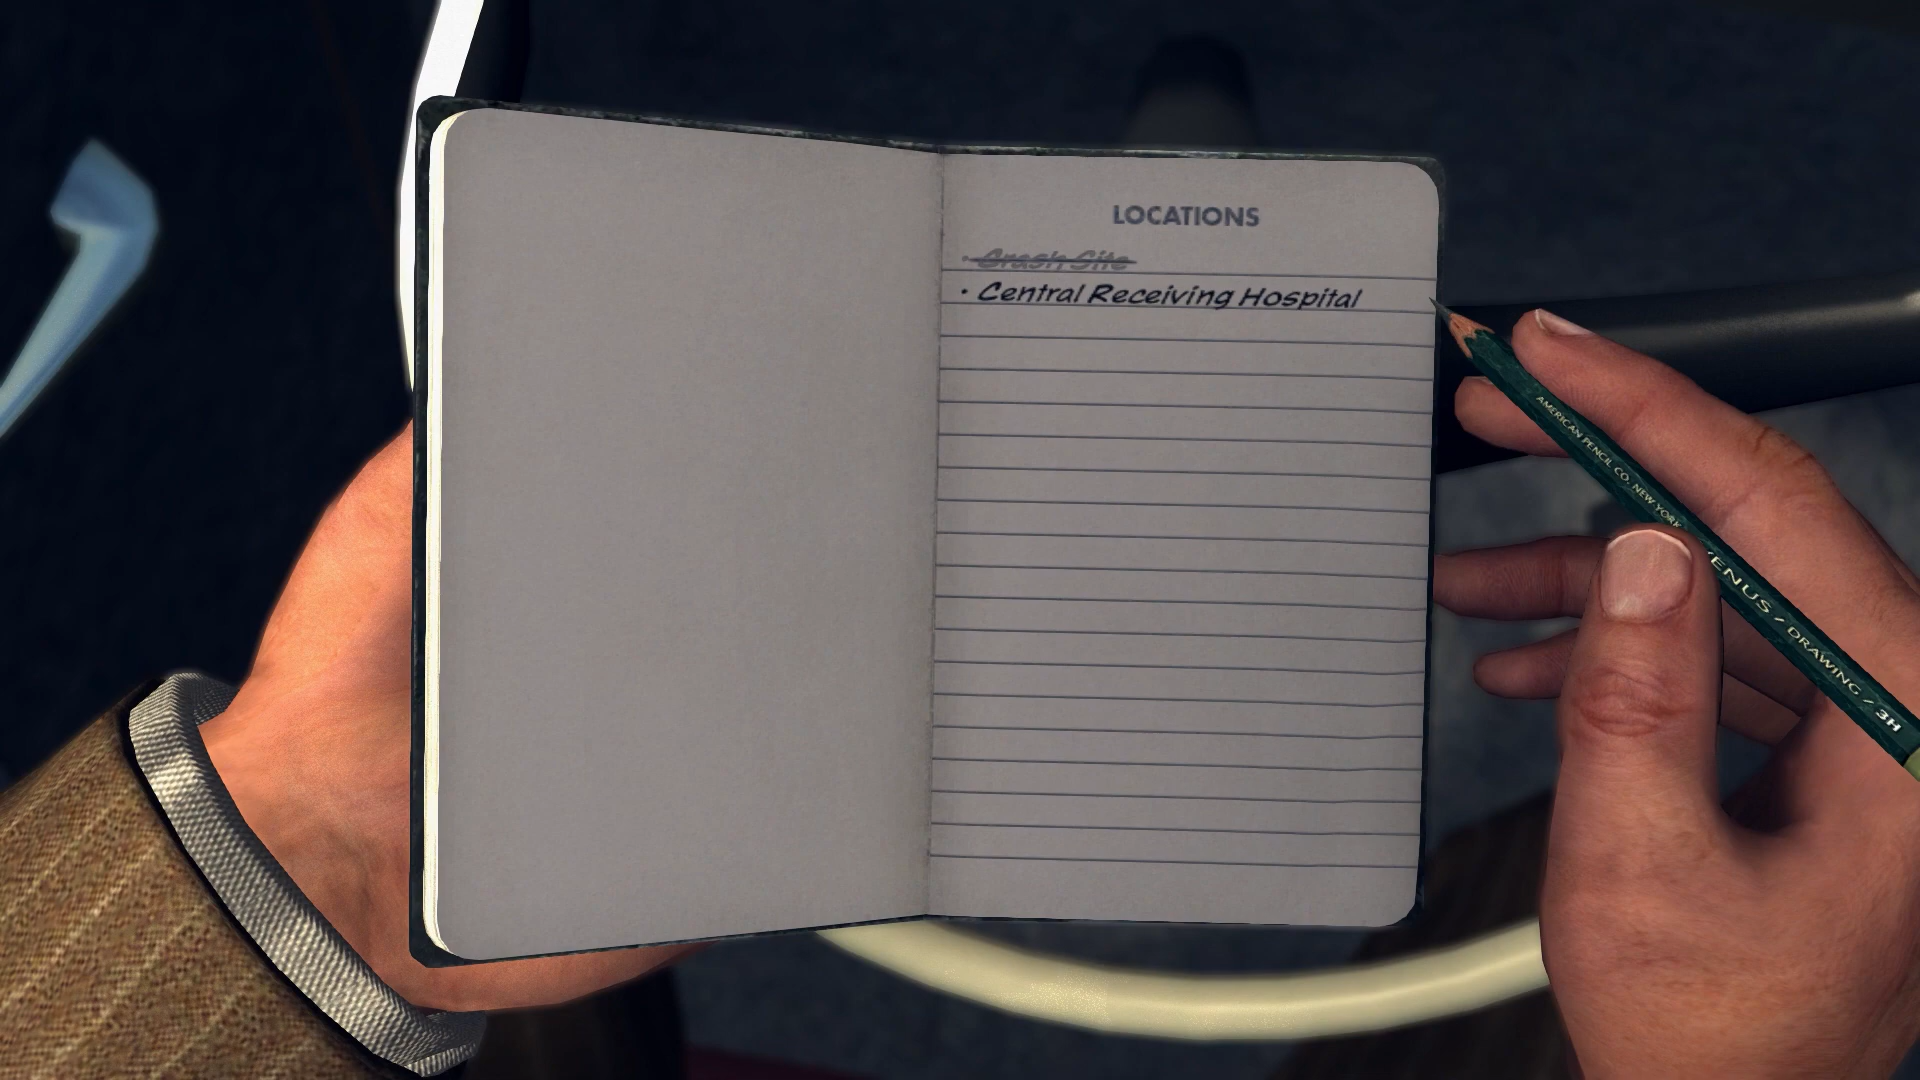 LOCATIONS
· Crash Site
· Central Receiving Hospital
AMERICAN PENCIL CO. NEW YORK
VENUS / DRAWING / 3H